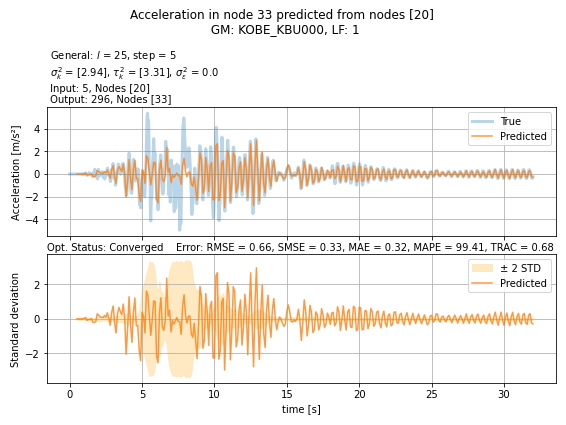 Acceleration in node 33 predicted from nodes [20]
GM: KOBE_KBU000, LF: 1
General: l = 25, step = 5
σ²ₖ = [2.94], τ²ₖ = [3.31], σ²_ε = 0.0
Input: 5, Nodes [20]
Output: 296, Nodes [33]
Acceleration [m/s²]
4
2
0
−2
−4
True
Predicted
Opt. Status: Converged Error: RMSE = 0.66, SMSE = 0.33, MAE = 0.32, MAPE = 99.41, TRAC = 0.68
Standard deviation
2
0
−2
± 2 STD
Predicted
0 5 10 15 20 25 30
time [s]